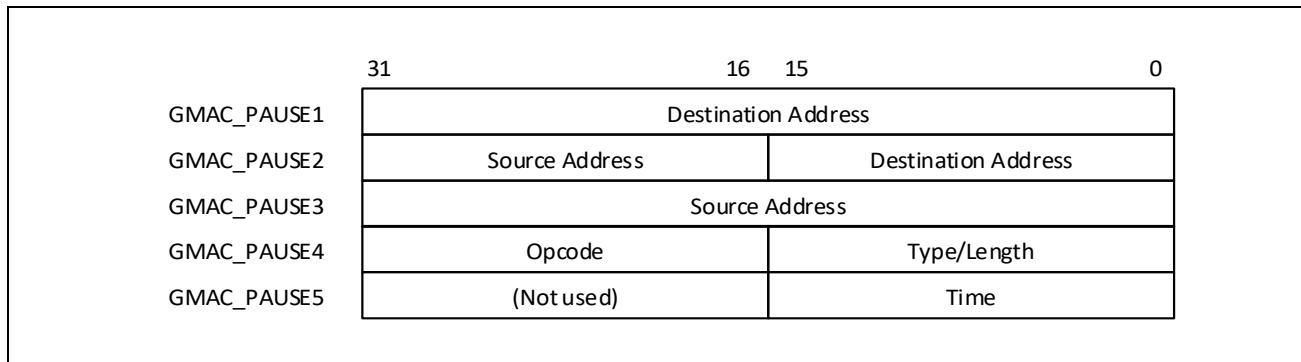 31 16 15 0
GMAC_PAUSE1 Destination Address
GMAC_PAUSE2 Source Address Destination Address
GMAC_PAUSE3 Source Address
GMAC_PAUSE4 Opcode Type/Length
GMAC_PAUSE5 (Not used) Time